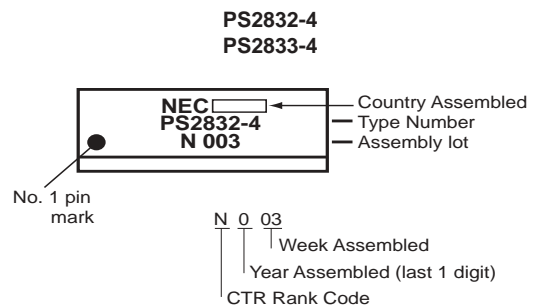 PS2832-4
PS2833-4
NEC
Country Assembled
PS2832-4
Type Number
N 003
Assembly lot
No. 1 pin
mark
N 0 03
Week Assembled
Year Assembled (last 1 digit)
CTR Rank Code